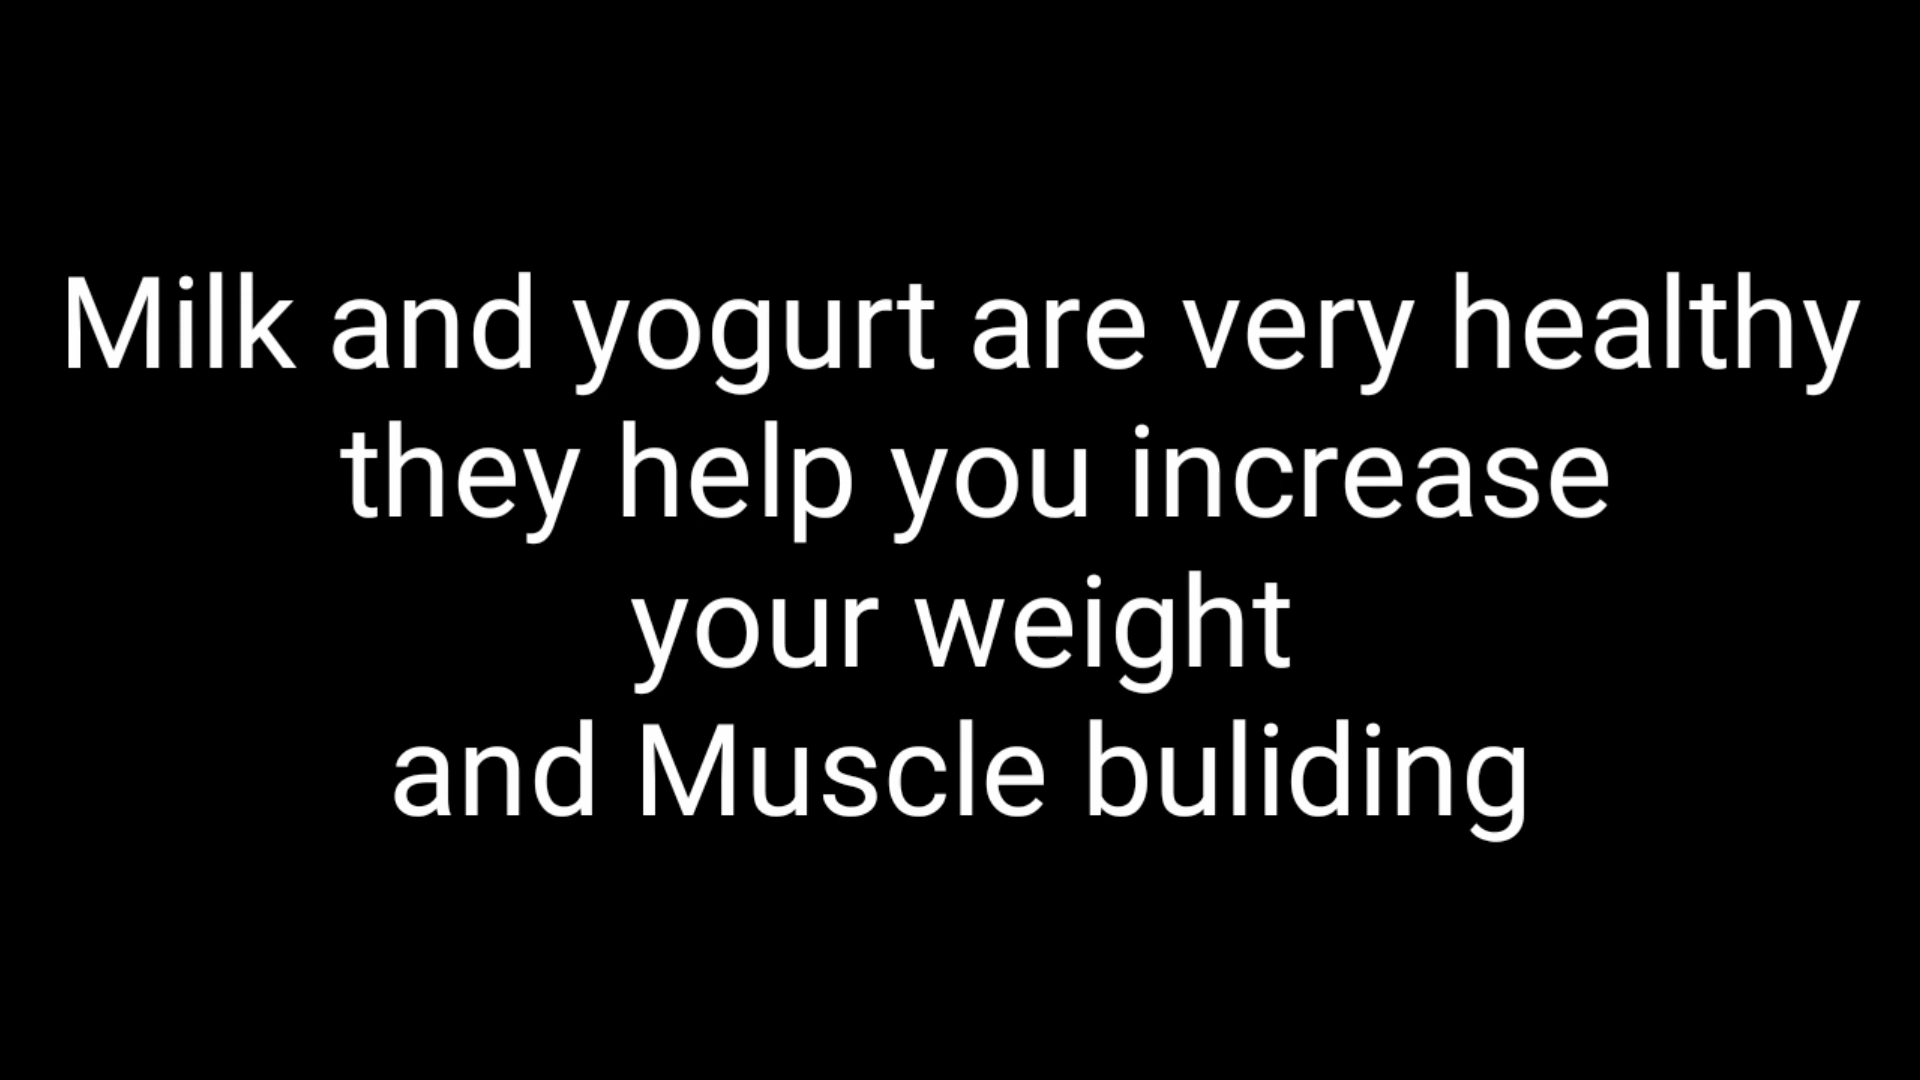 Milk and yogurt are very healthy
they help you increase
your weight
and Muscle buliding